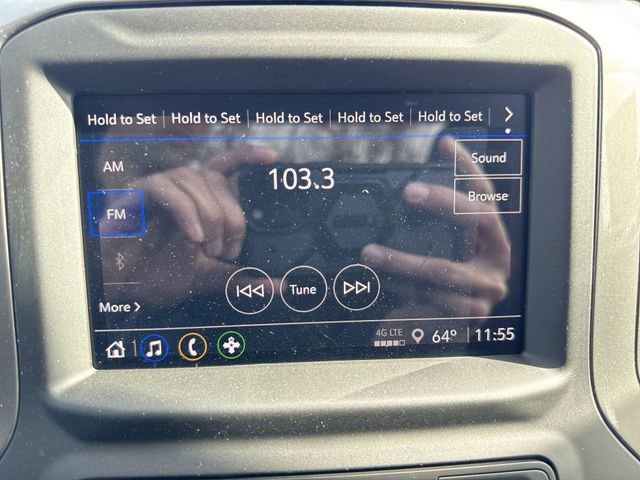 Hold to Set Hold to Set Hold to Set Hold to Set Hold to Set >
AM
103.3
Sound
FM
Browse
Tune
More >
1
4G LTE 64° 11:55